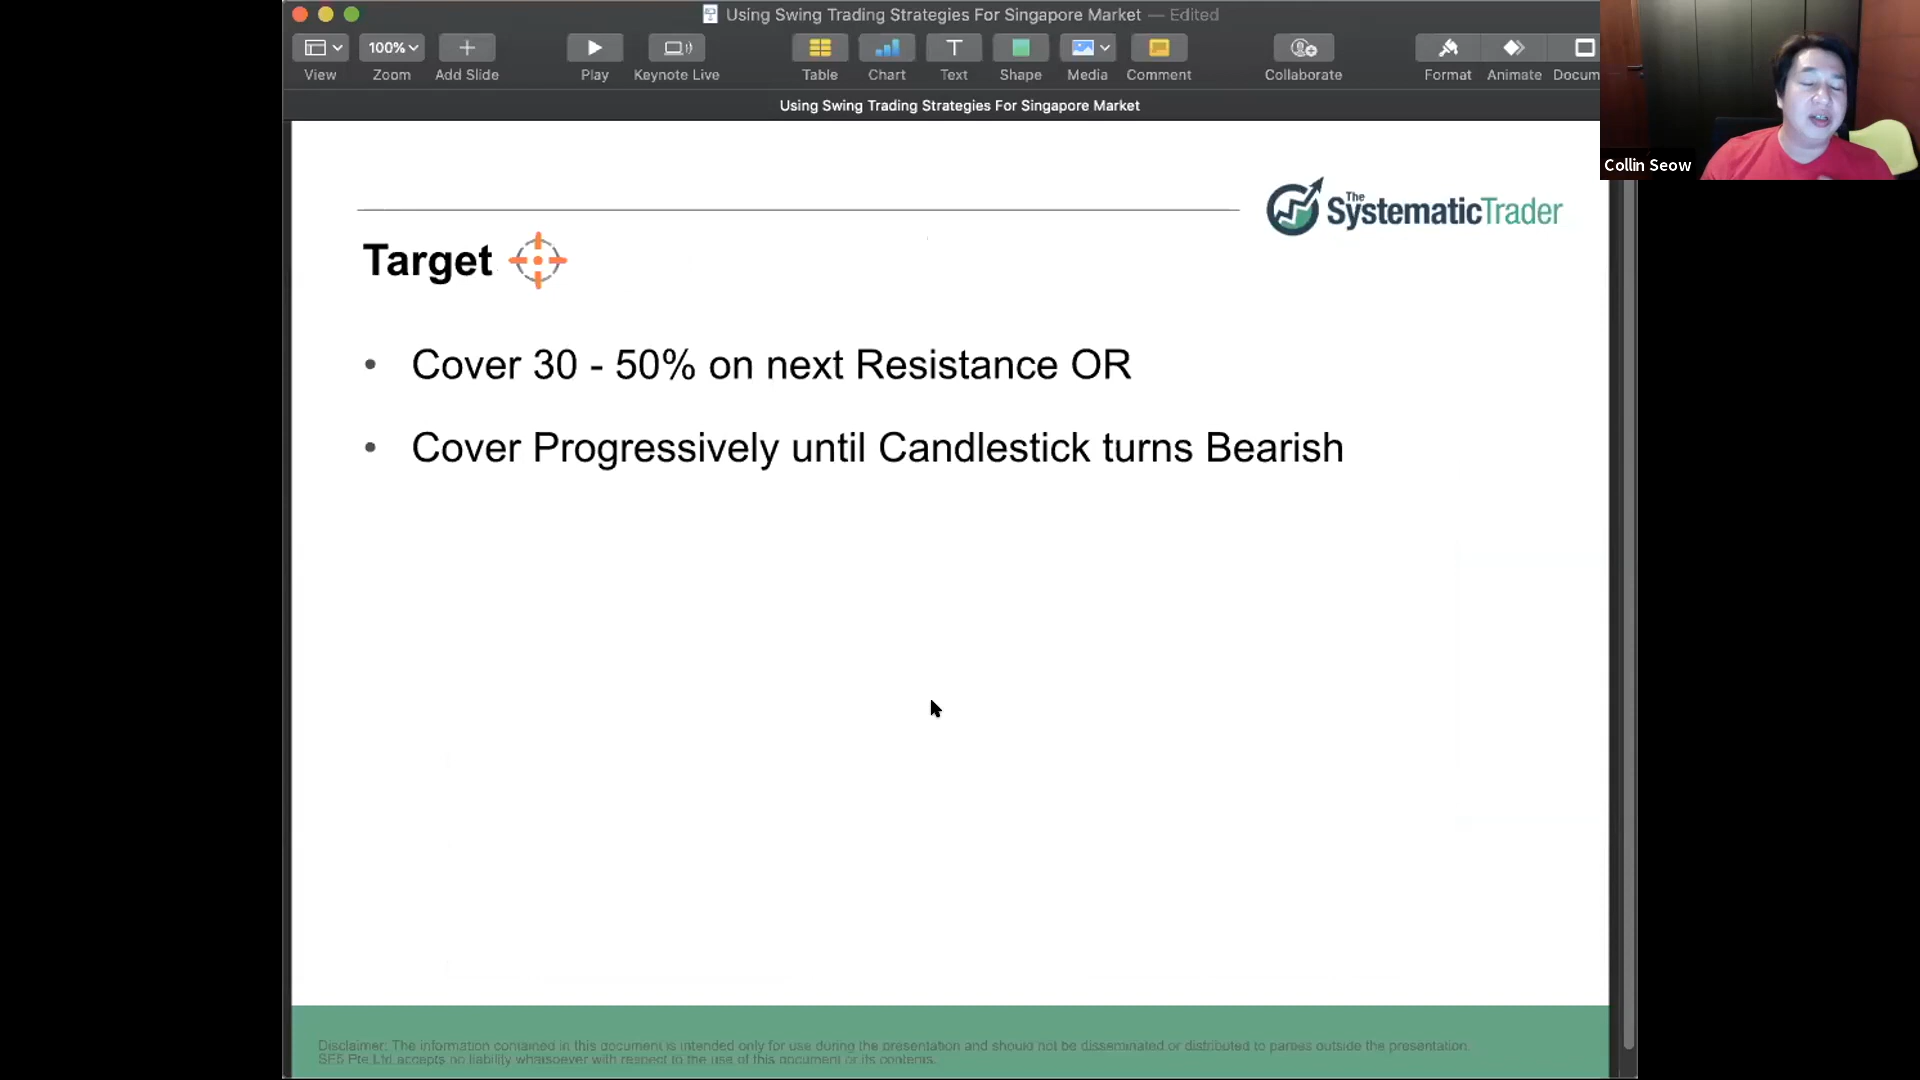 Using Swing Trading Strategies For Singapore Market — Edited
100%
View
Zoom
Add Slide
Play
Keynote Live
Table
Chart
Text
Shape
Media
Comment
Collaborate
Format
Animate
Docum
Using Swing Trading Strategies For Singapore Market
Collin Seow
The
SystematicTrader
Target
• Cover 30 - 50% on next Resistance OR
• Cover Progressively until Candlestick turns Bearish
Disclaimer: The information contained in this document is intended only for use during the presentation and should not be disseminated or distributed to parties outside the presentation.
SE5 Pte Ltd accepts no liability whatsoever with respect to the use of this document or its contents.